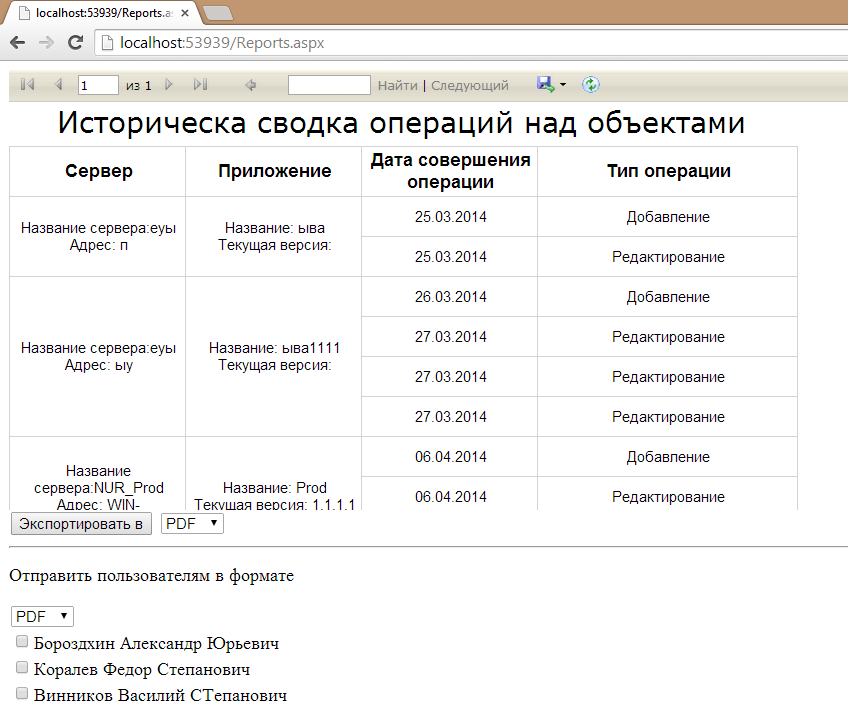 localhost:53939/Reports.as
localhost:53939/Reports.aspx
1 из 1 Найти | Следующий
Историческа сводка операций над объектами
Сервер Приложение Дата совершения операции Тип операции
Название сервера:еуы
Адрес: п
Название: ыва
Текущая версия:
25.03.2014 Добавление
25.03.2014 Редактирование
Название сервера:еуы
Адрес: ыу
Название: ыва1111
Текущая версия:
26.03.2014 Добавление
27.03.2014 Редактирование
27.03.2014 Редактирование
27.03.2014 Редактирование
Название
сервера:NUR_Prod
Адрес: WIN-
Название: Prod
Текущая версия: 1.1.1.1
06.04.2014 Добавление
06.04.2014 Редактирование
Экспортировать в PDF
Отправить пользователям в формате
PDF
Бороздхин Александр Юрьевич
Коралев Федор Степанович
Винников Василий СТепанович